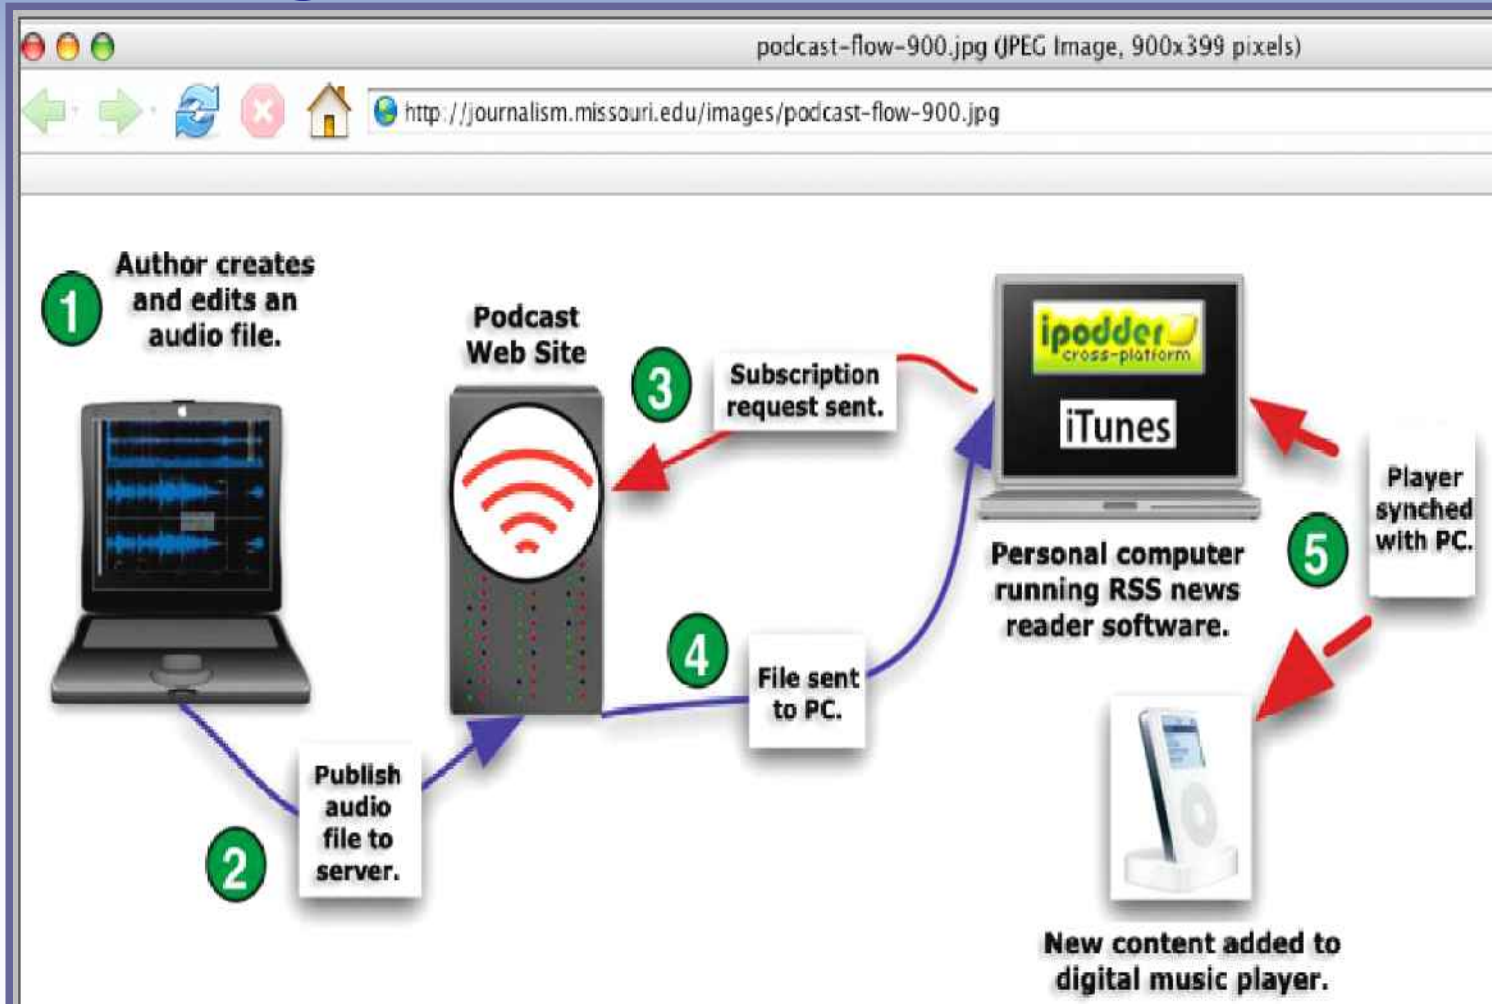 podcast-flow-900.jpg (JPEG Image, 900x399 pixels)
http://journalism.missouri.edu/images/podcast-flow-900.jpg
1
Author creates
and edits an
audio file.
2
Publish
audio
file to
server.
Podcast
Web Site
3
Subscription
request sent.
4
File sent
to PC.
ipodder
cross-platform
iTunes
Personal computer
running RSS news
reader software.
5
Player
synched
with PC.
New content added to
digital music player.